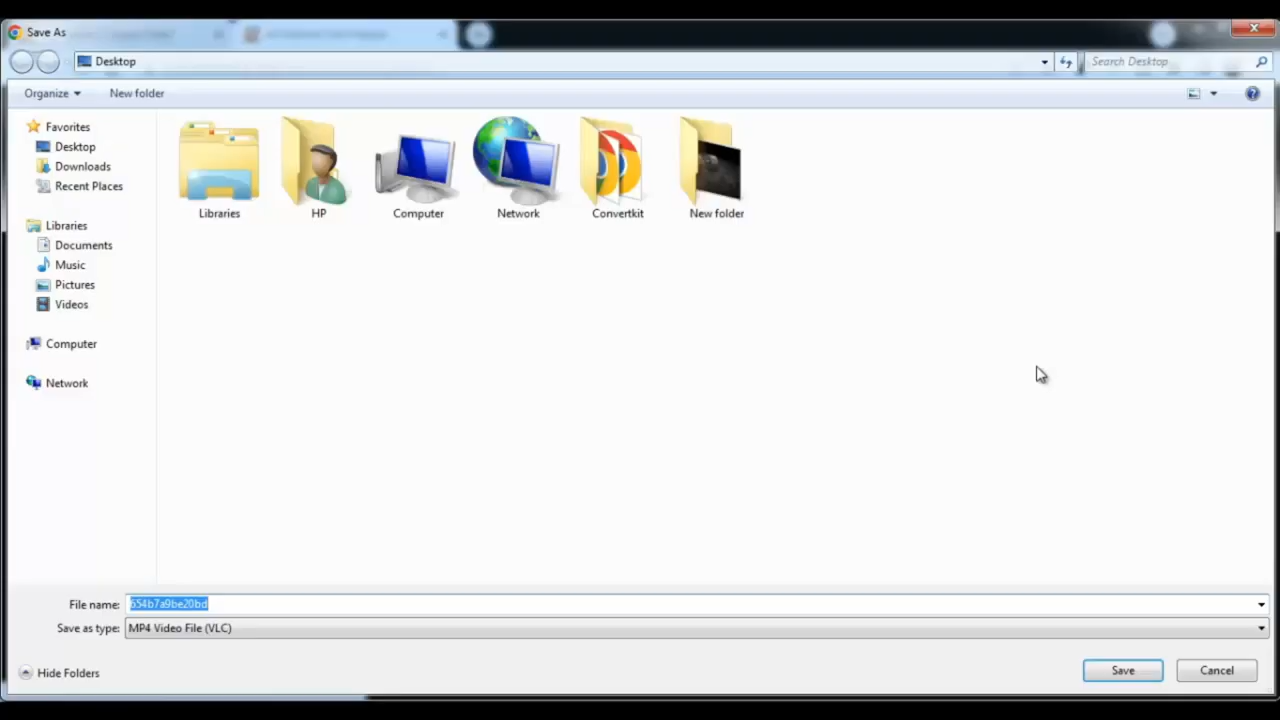 Save As
Desktop
Search Desktop
Organize
New folder
Favorites
Desktop
Downloads
Recent Places
Libraries
Documents
Music
Pictures
Videos
Computer
Network
Libraries
HP
Computer
Network
Convertkit
New folder
File name: 654b7a9be20bd
Save as type: MP4 Video File (VLC)
Hide Folders
Save
Cancel